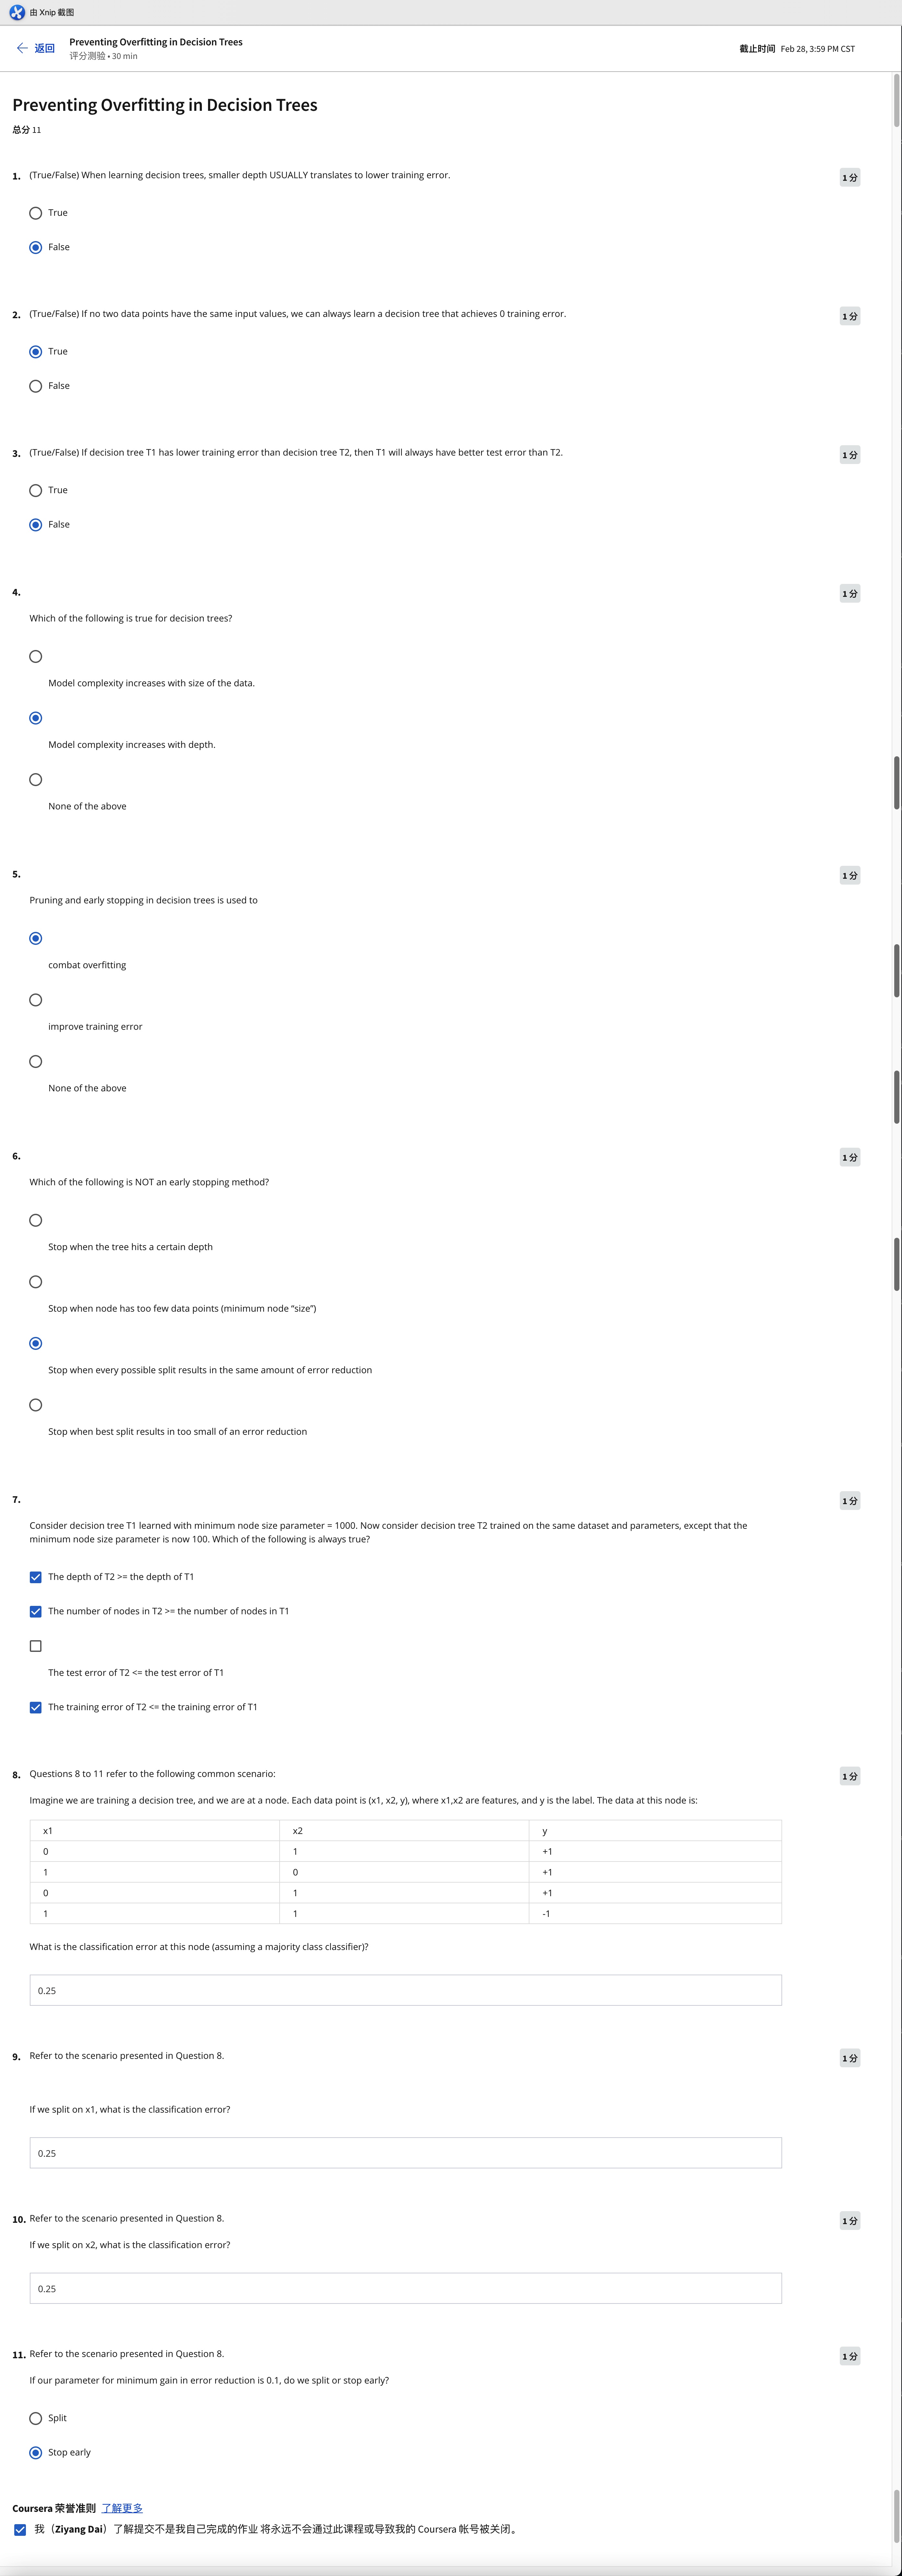 由 Xnip 截图
返回
Preventing Overfitting in Decision Trees
评分测验 • 30 min
截止时间 Feb 28, 3:59 PM CST
Preventing Overfitting in Decision Trees
总分 11
1. (True/False) When learning decision trees, smaller depth USUALLY translates to lower training error.
1 分
True
False
2. (True/False) If no two data points have the same input values, we can always learn a decision tree that achieves 0 training error.
1 分
True
False
3. (True/False) If decision tree T1 has lower training error than decision tree T2, then T1 will always have better test error than T2.
1 分
True
False
4.
1 分
Which of the following is true for decision trees?
Model complexity increases with size of the data.
Model complexity increases with depth.
None of the above
5.
1 分
Pruning and early stopping in decision trees is used to
combat overfitting
improve training error
None of the above
6.
1 分
Which of the following is NOT an early stopping method?
Stop when the tree hits a certain depth
Stop when node has too few data points (minimum node “size”)
Stop when every possible split results in the same amount of error reduction
Stop when best split results in too small of an error reduction
7.
1 分
Consider decision tree T1 learned with minimum node size parameter = 1000. Now consider decision tree T2 trained on the same dataset and parameters, except that the
minimum node size parameter is now 100. Which of the following is always true?
The depth of T2 >= the depth of T1
The number of nodes in T2 >= the number of nodes in T1
The test error of T2 <= the test error of T1
The training error of T2 <= the training error of T1
8. Questions 8 to 11 refer to the following common scenario:
1 分
Imagine we are training a decision tree, and we are at a node. Each data point is (x1, x2, y), where x1,x2 are features, and y is the label. The data at this node is:
x1 x2 y
0 1 +1
1 0 +1
0 1 +1
1 1 -1
What is the classification error at this node (assuming a majority class classifier)?
0.25
9. Refer to the scenario presented in Question 8.
1 分
If we split on x1, what is the classification error?
0.25
10. Refer to the scenario presented in Question 8.
1 分
If we split on x2, what is the classification error?
0.25
11. Refer to the scenario presented in Question 8.
1 分
If our parameter for minimum gain in error reduction is 0.1, do we split or stop early?
Split
Stop early
Coursera 荣誉准则 了解更多
我（Ziyang Dai）了解提交不是我自己完成的作业 将永远不会通过此课程或导致我的 Coursera 帐号被关闭。